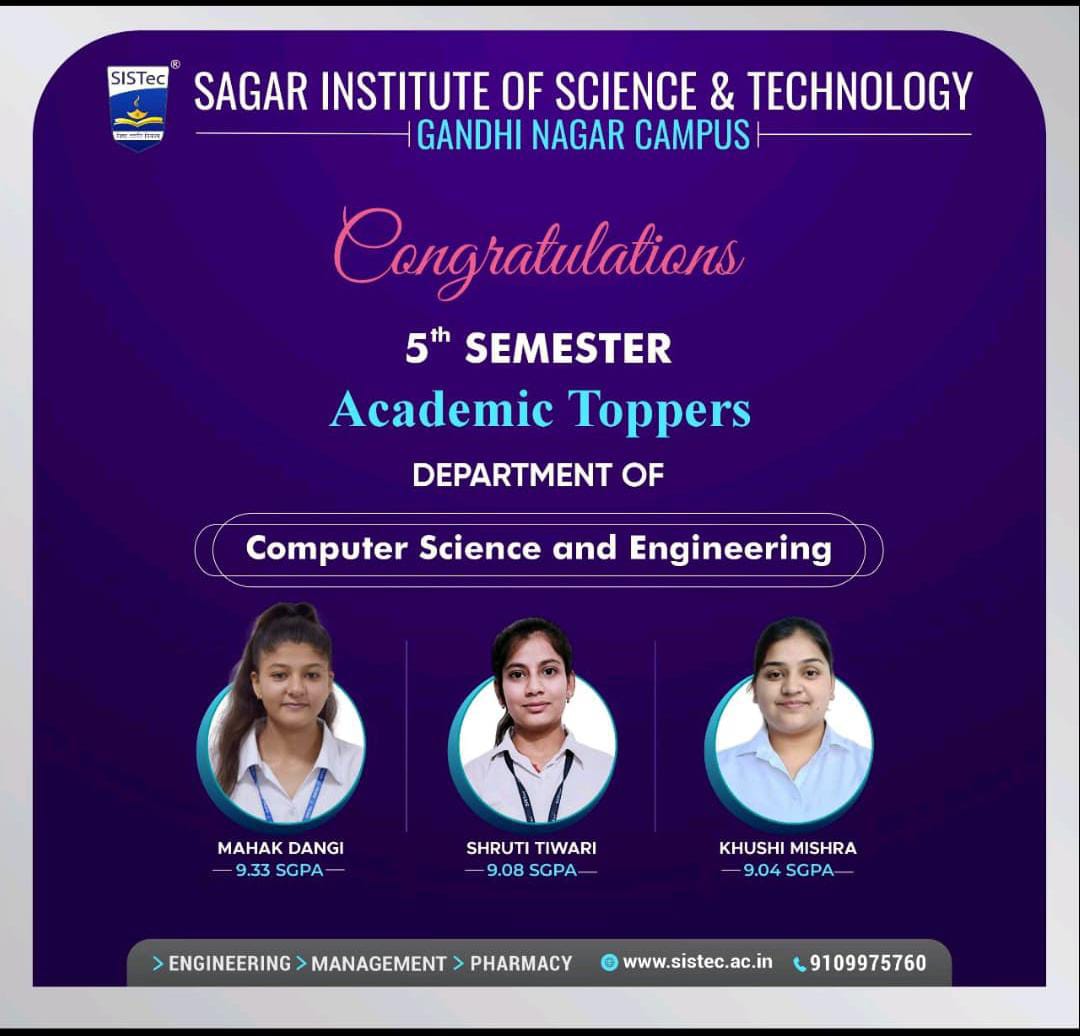 SISTec
®
SAGAR INSTITUTE OF SCIENCE & TECHNOLOGY
GANDHI NAGAR CAMPUS
Congratulations
5th SEMESTER
Academic Toppers
DEPARTMENT OF
Computer Science and Engineering
MAHAK DANGI
9.33 SGPA
SHRUTI TIWARI
9.08 SGPA
KHUSHI MISHRA
9.04 SGPA
> ENGINEERING > MANAGEMENT > PHARMACY www.sistec.ac.in 9109975760